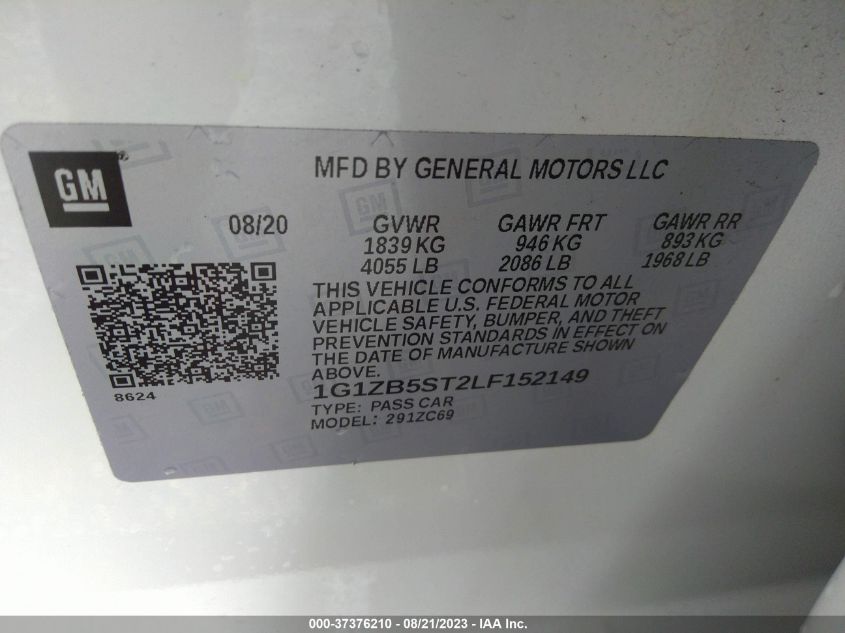 GM
MFD BY GENERAL MOTORS LLC
08/20 GVWR GAWR FRT GAWR RR
1839 KG 946 KG 893 KG
4055 LB 2086 LB 1968 LB
THIS VEHICLE CONFORMS TO ALL
APPLICABLE U.S. FEDERAL MOTOR
VEHICLE SAFETY, BUMPER, AND THEFT
PREVENTION STANDARDS IN EFFECT ON
THE DATE OF MANUFACTURE SHOWN
ABOVE.
8624
1G1ZB5ST2LF152149
TYPE: PASS CAR
MODEL: 291ZC69
000-37376210 - 08/21/2023 - IAA Inc.